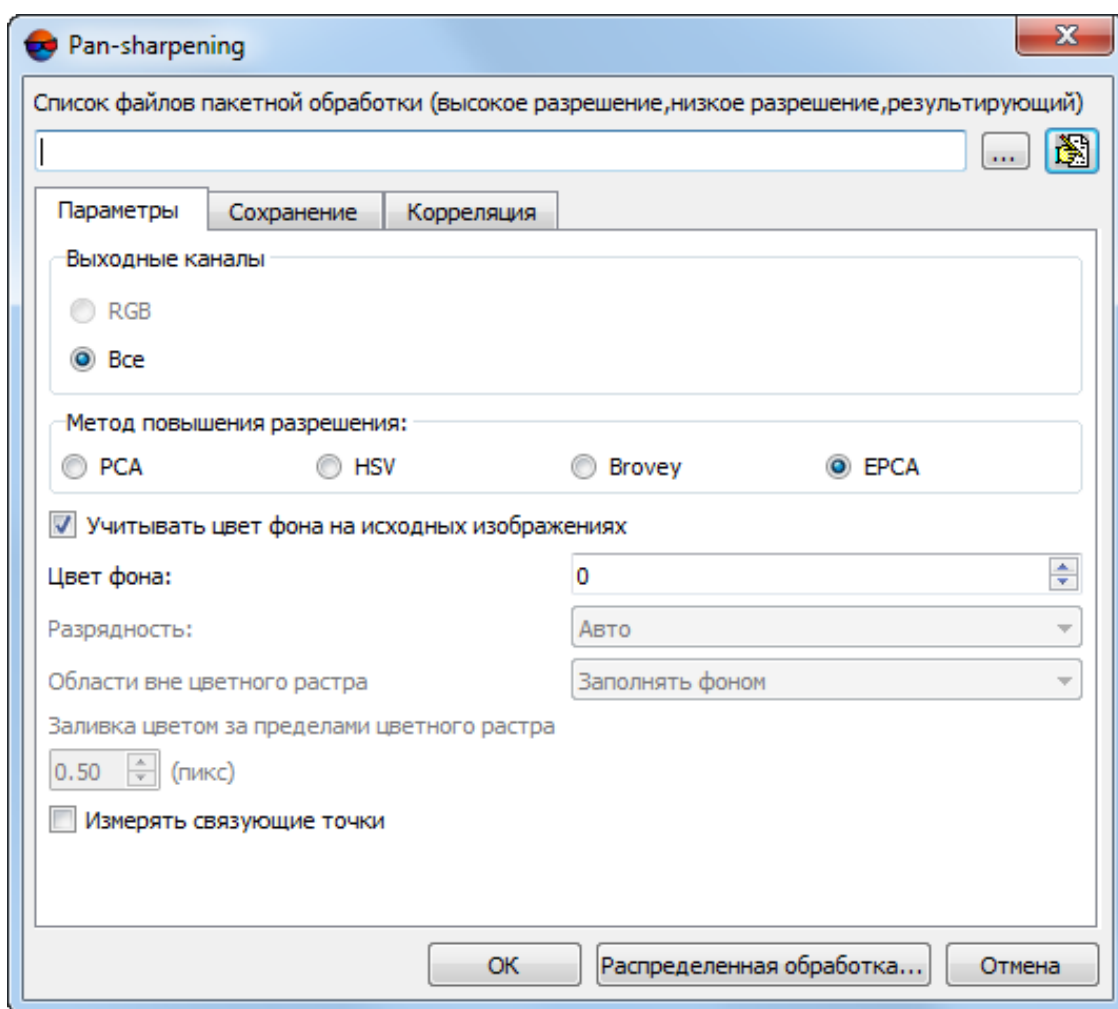 Pan-sharpening
Список файлов пакетной обработки (высокое разрешение,низкое разрешение,результирующий)
...
Параметры Сохранение Корреляция
Выходные каналы
RGB
Все
Метод повышения разрешения:
PCA HSV Brovey EPCA
Учитывать цвет фона на исходных изображениях
Цвет фона: 0
Разрядность: Авто
Области вне цветного растра Заполнять фоном
Заливка цветом за пределами цветного растра
0.50 (пикс)
Измерять связующие точки
OK Распределенная обработка... Отмена